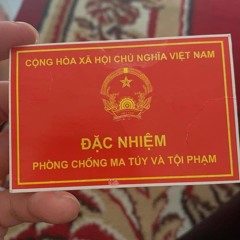 CỘNG HÒA XÃ HỘI CHỦ NGHĨA VIỆT NAM
ĐẶC NHIỆM
PHÒNG CHỐNG MA TÚY VÀ TỘI PHẠM